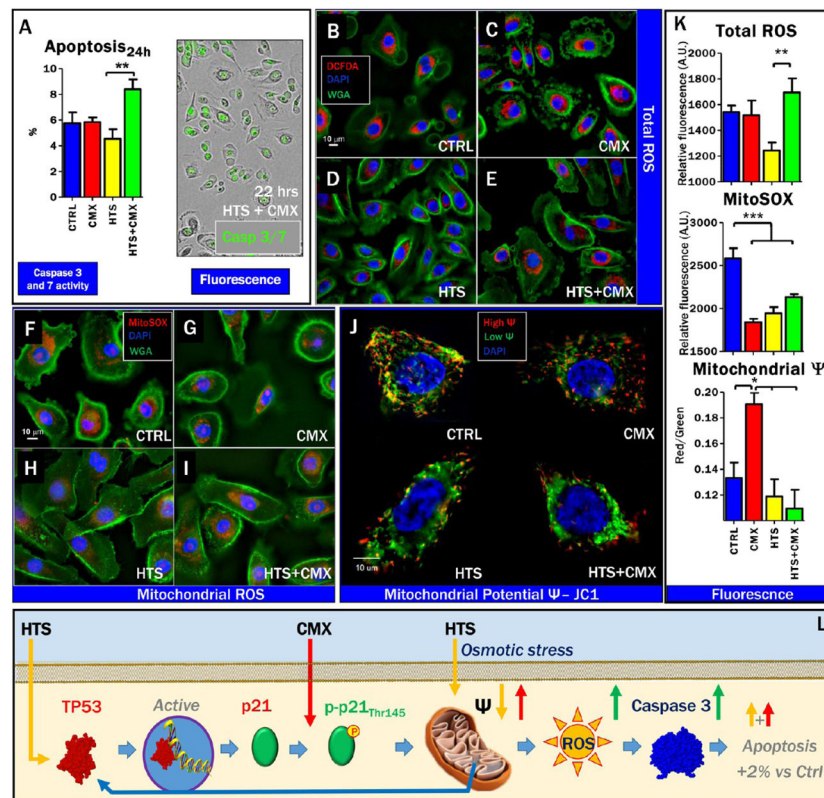 A
Apoptosis24h
**
%
10
8
6
4
2
0
CTRL
CMX
HTS
HTS+CMX
Caspase 3
and 7 activity
22 hrs
HTS + CMX
Casp 3/7
Fluorescence
B
DCFDA
DAPI
WGA
10 µm
CTRL
C
CMX
D
HTS
E
HTS+CMX
Total ROS
F
MitoSOX
DAPI
WGA
10 µm
CTRL
G
CMX
H
HTS
I
HTS+CMX
Mitochondrial ROS
J
High Ψ
Low Ψ
DAPI
CTRL
CMX
10 um
HTS
HTS+CMX
Mitochondrial Potential Ψ – JC1
K
Total ROS
**
Relative fluorescence (A.U.)
2000
1800
1600
1400
1200
1000
MitoSOX
***
Relative fluorescence (A.U.)
3000
2500
2000
1500
Mitochondrial Ψ
*
Red/Green
0.20
0.18
0.16
0.14
0.12
CTRL
CMX
HTS
HTS+CMX
Fluorescnce
L
HTS
CMX
HTS
Osmotic stress
TP53
Active
p21
p-p21Thr145
P
Ψ
ROS
Caspase 3
+
Apoptosis
+2% vs Ctrl